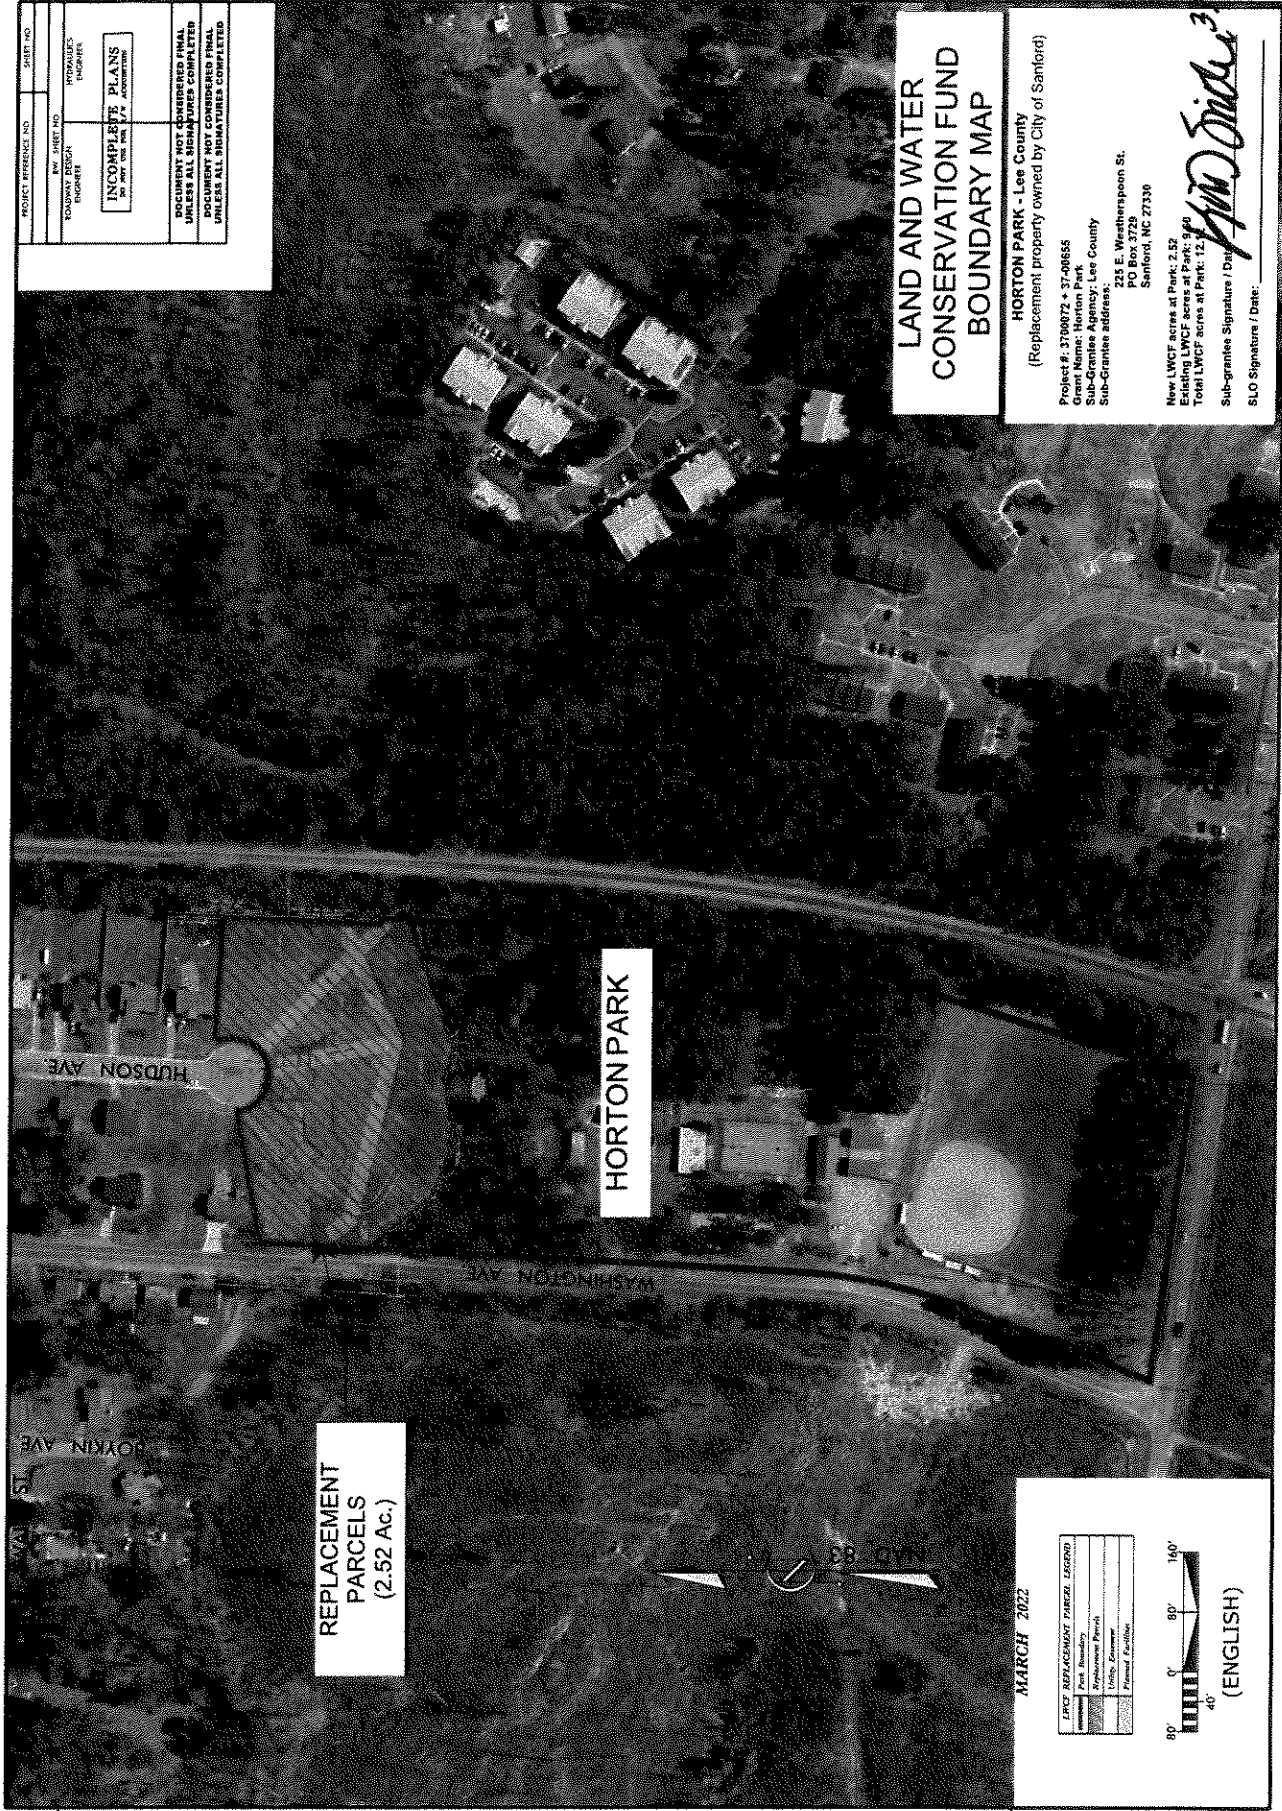 PROJECT REFERENCE NO
SHEET NO
RW SHEET NO
ROADWAY DESIGN
ENGINEER
HYDRAULICS
ENGINEER
INCOMPLETE PLANS
DO NOT USE FOR R/W ACQUISITION
DOCUMENT NOT CONSIDERED FINAL
UNLESS ALL SIGNATURES COMPLETED
DOCUMENT NOT CONSIDERED FINAL
UNLESS ALL SIGNATURES COMPLETED
LAND AND WATER
CONSERVATION FUND
BOUNDARY MAP
HORTON PARK - Lee County
(Replacement property owned by City of Sanford)
Project #: 3700072 + 37-00655
Grant Name: Horton Park
Sub-Grantee Agency: Lee County
Sub-Grantee address:
225 E. Weatherspoon St.
PO Box 3729
Sanford, NC 27330
New LWCF acres at Park: 2.52
Existing LWCF acres at Park:
Total LWCF acres at Park:
Sub-grantee Signature /
SLO Signature / Date:
HUDSON AVE.
HORTON PARK
WASHINGTON AVE
BOYKIN AVE
ST
REPLACEMENT
PARCELS
(2.52 Ac.)
NAD 83
MARCH 2022
LWCF REPLACEMENT PARCEL LEGEND
Park Boundary
Replacement Parcels
Utility Easement
Planned Facilities
80' 0' 80' 160'
40'
(ENGLISH)